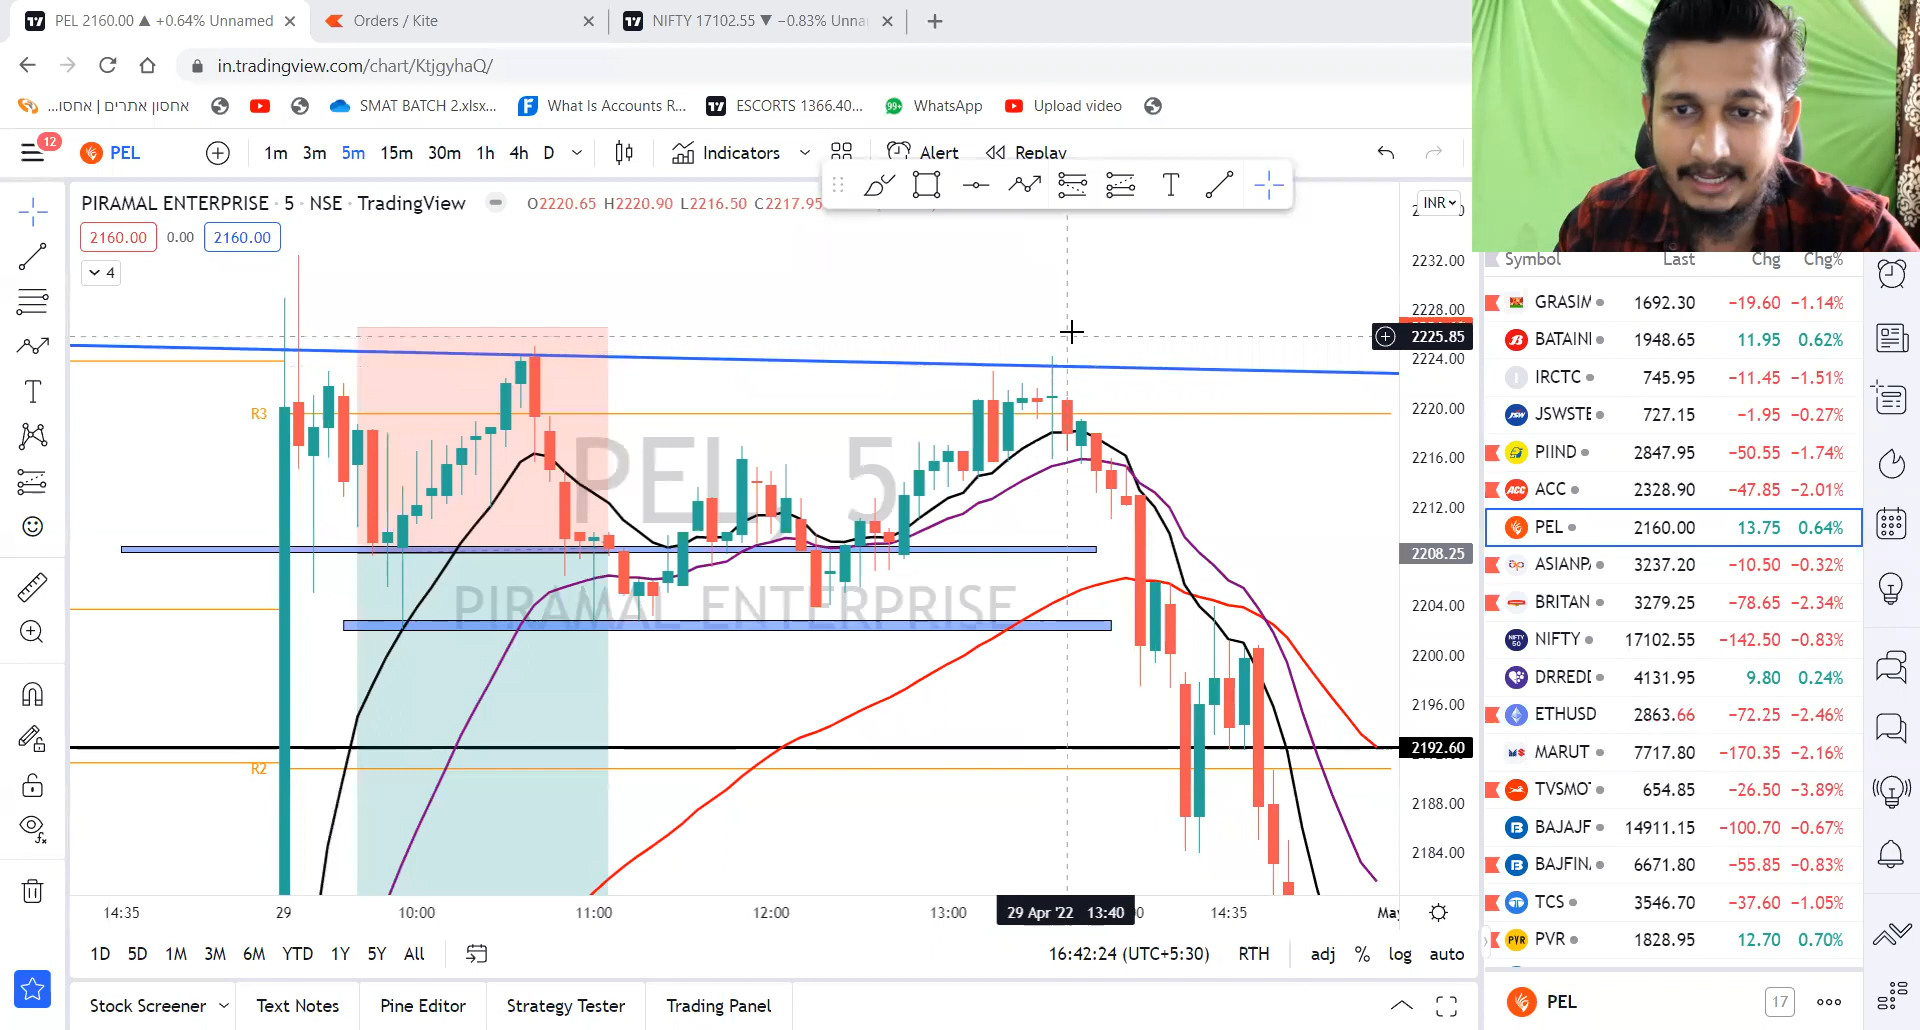 PEL 2160.00 ▲ +0.64% Unnamed
Orders / Kite
NIFTY 17102.55 ▼ −0.83% Unna
in.tradingview.com/chart/KtjgyhaQ/
אחסון אתרים | אחסו...
SMAT BATCH 2.xlsx...
What Is Accounts R...
ESCORTS 1366.40...
99+
WhatsApp
Upload video
12
PEL
1m 3m 5m 15m 30m 1h 4h D
Indicators
Alert
Replay
PIRAMAL ENTERPRISE · 5 · NSE · TradingView
O2220.65 H2220.90 L2216.50 C2217.95
INR
2160.00 0.00 2160.00
4
2232.00
2228.00
2225.85
2224.00
2220.00
2216.00
2212.00
2208.25
2204.00
2200.00
2196.00
2192.60
2188.00
2184.00
R3
R2
PEL, 5
PIRAMAL ENTERPRISE
14:35 29 10:00 11:00 12:00 13:00 29 Apr '22 13:40 14:35 May
1D 5D 1M 3M 6M YTD 1Y 5Y All
16:42:24 (UTC+5:30) RTH adj % log auto
Stock Screener Text Notes Pine Editor Strategy Tester Trading Panel
Symbol Last Chg Chg%
GRASIM 1692.30 −19.60 −1.14%
BATAINI 1948.65 11.95 0.62%
IRCTC 745.95 −11.45 −1.51%
JSWSTE 727.15 −1.95 −0.27%
PIIND 2847.95 −50.55 −1.74%
ACC 2328.90 −47.85 −2.01%
PEL 2160.00 13.75 0.64%
ASIANPA 3237.20 −10.50 −0.32%
BRITAN 3279.25 −78.65 −2.34%
NIFTY 17102.55 −142.50 −0.83%
DRREDD 4131.95 9.80 0.24%
ETHUSD 2863.66 −72.25 −2.46%
MARUT 7717.80 −170.35 −2.16%
TVSMO 654.85 −26.50 −3.89%
BAJAJF 14911.15 −100.70 −0.67%
BAJFIN 6671.80 −55.85 −0.83%
TCS 3546.70 −37.60 −1.05%
PVR 1828.95 12.70 0.70%
PEL
17